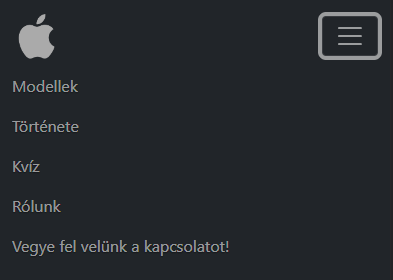 Modellek
Története
Kvíz
Rólunk
Vegye fel velünk a kapcsolatot!